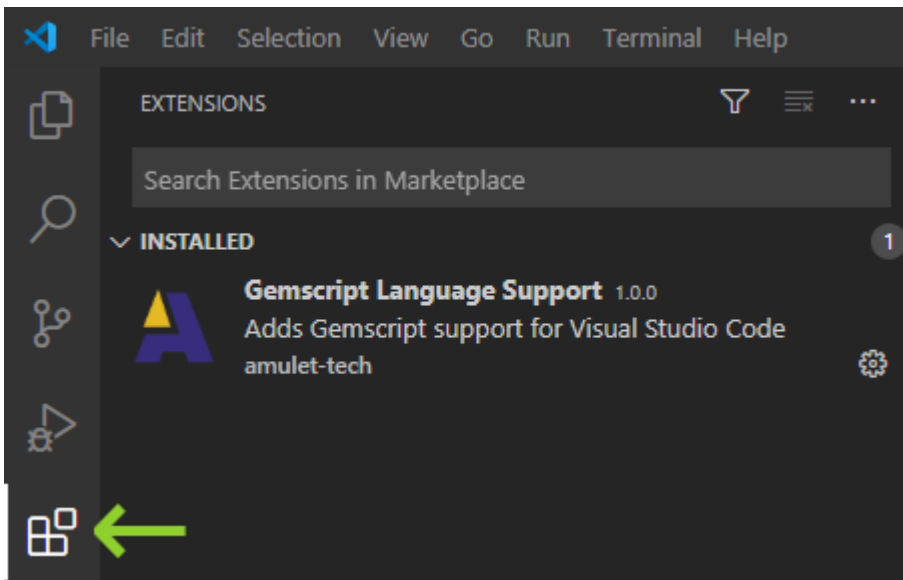 File Edit Selection View Go Run Terminal Help
EXTENSIONS
Search Extensions in Marketplace
INSTALLED 1
Gemscript Language Support 1.0.0
Adds Gemscript support for Visual Studio Code
amulet-tech